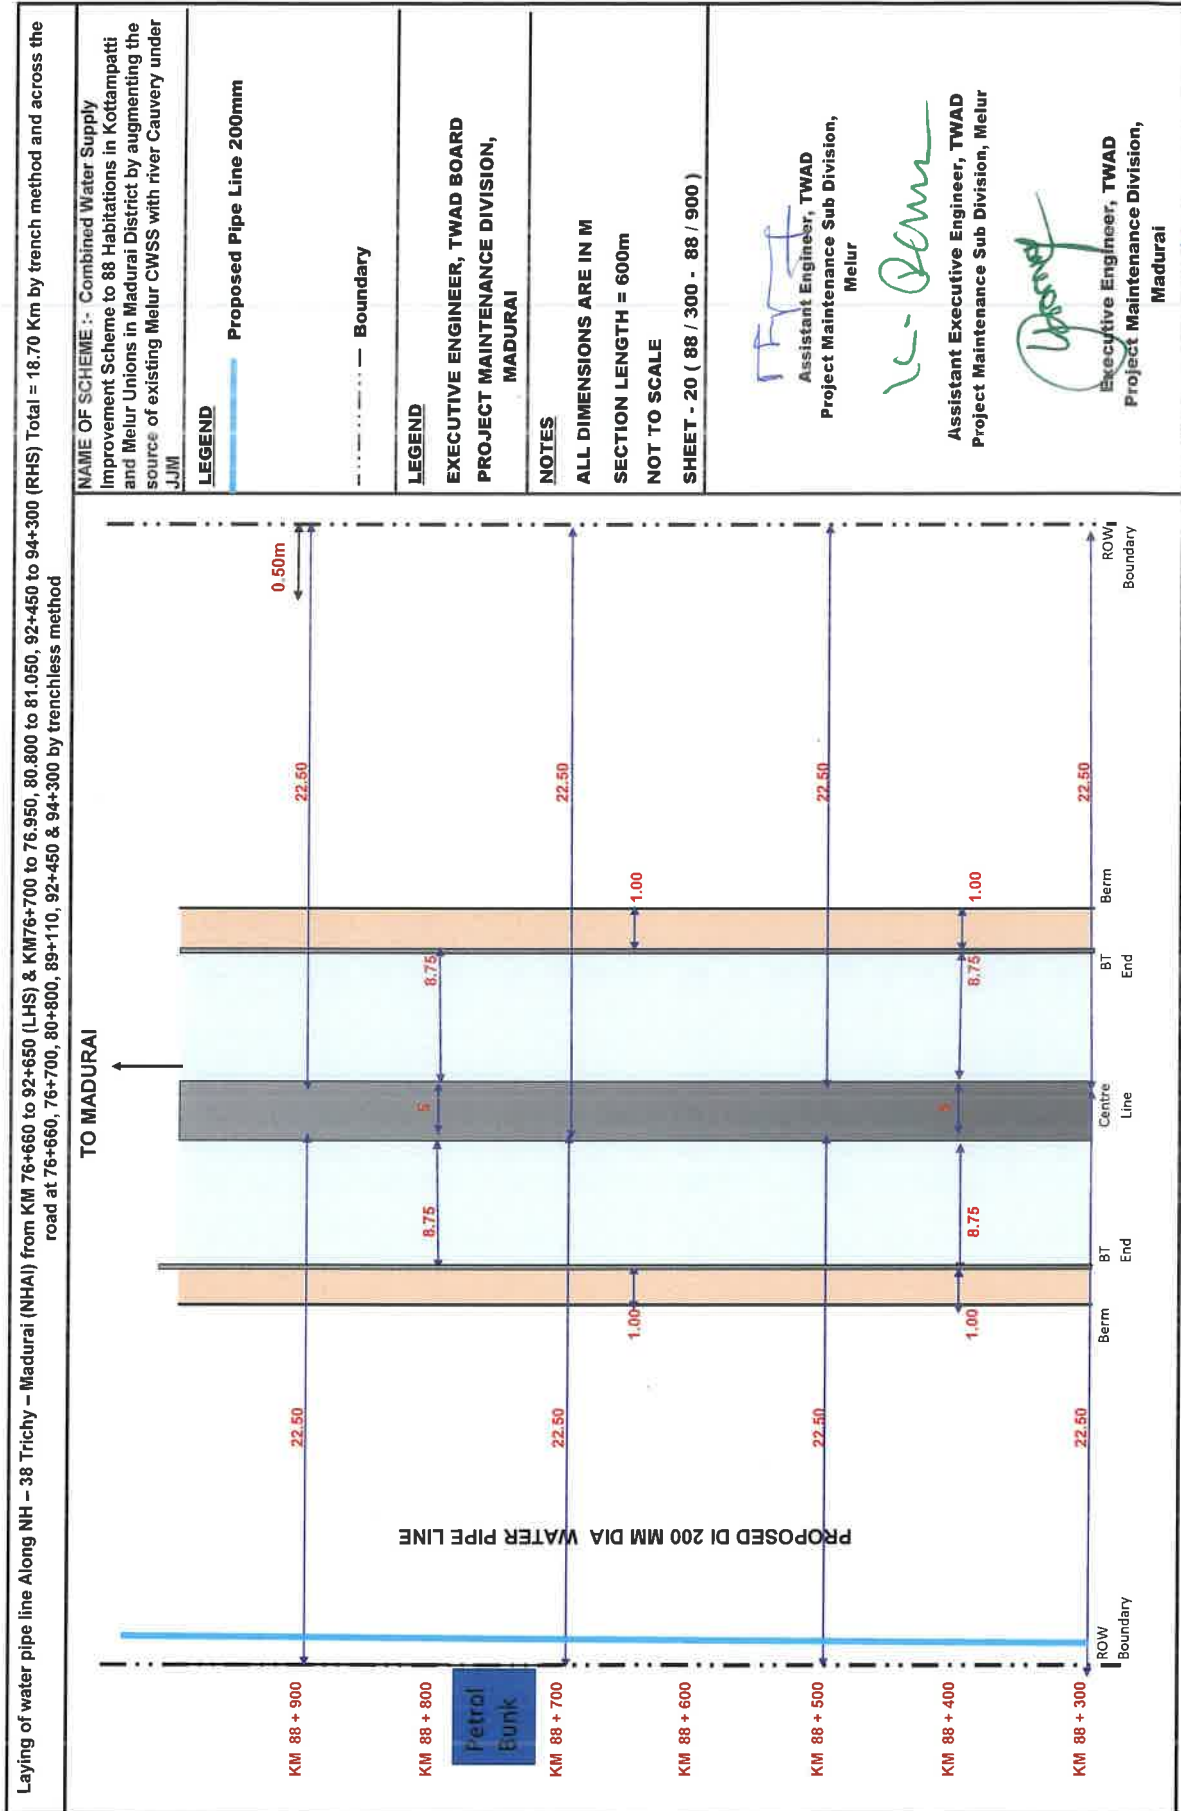 Laying of water pipe line Along NH – 38 Trichy – Madurai (NHAI) from KM 76+660 to 92+650 (LHS) & KM76+700 to 76.950, 80.800 to 81.050, 92+450 to 94+300 (RHS) Total = 18.70 Km by trench method and across the
road at 76+660, 76+700, 80+800, 89+110, 92+450 & 94+300 by trenchless method
TO MADURAI
NAME OF SCHEME :- Combined Water Supply
Improvement Scheme to 88 Habitations in Kottampatti
and Melur Unions in Madurai District by augmenting the
source of existing Melur CWSS with river Cauvery under
JJM
LEGEND
Proposed Pipe Line 200mm
Boundary
LEGEND
EXECUTIVE ENGINEER, TWAD BOARD
PROJECT MAINTENANCE DIVISION,
MADURAI
NOTES
ALL DIMENSIONS ARE IN M
SECTION LENGTH = 600m
NOT TO SCALE
SHEET - 20 ( 88 / 300 - 88 / 900 )
Assistant Engineer, TWAD
Project Maintenance Sub Division,
Melur
Assistant Executive Engineer, TWAD
Project Maintenance Sub Division, Melur
Executive Engineer, TWAD
Project Maintenance Division,
Madurai
KM 88 + 900
22.50
22.50
0.50m
KM 88 + 800
8.75
5
8.75
Petrol
Bunk
KM 88 + 700
22.50
22.50
KM 88 + 600
1.00
1.00
PROPOSED DI 200 MM DIA WATER PIPE LINE
KM 88 + 500
22.50
22.50
KM 88 + 400
1.00
8.75
5
8.75
1.00
KM 88 + 300
22.50
22.50
ROW
Boundary
Berm
BT
End
Centre
Line
BT
End
Berm
ROW
Boundary